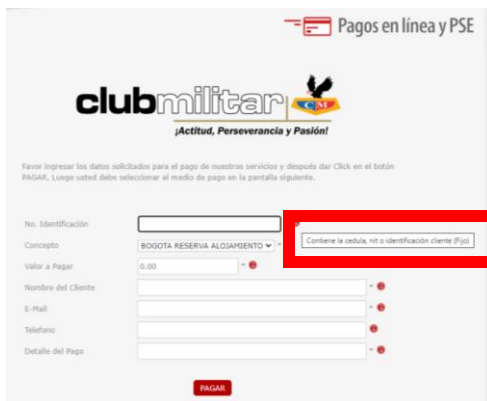 Pagos en línea y PSE
clubmilitar
CM
¡Actitud, Perseverancia y Pasión!
Favor ingresar los datos solicitados para el pago de nuestros servicios y después dar Click en el botón
PAGAR. Luego usted debe seleccionar el medio de pago en la pantalla siguiente.
No. Identificación
Contiene la cedula, nit o identificación cliente (Fijo)
Concepto BOGOTA RESERVA ALOJAMIENTO
Valor a Pagar 0.00
Nombre del Cliente
E-Mail
Telefono
Detalle del Pago
PAGAR